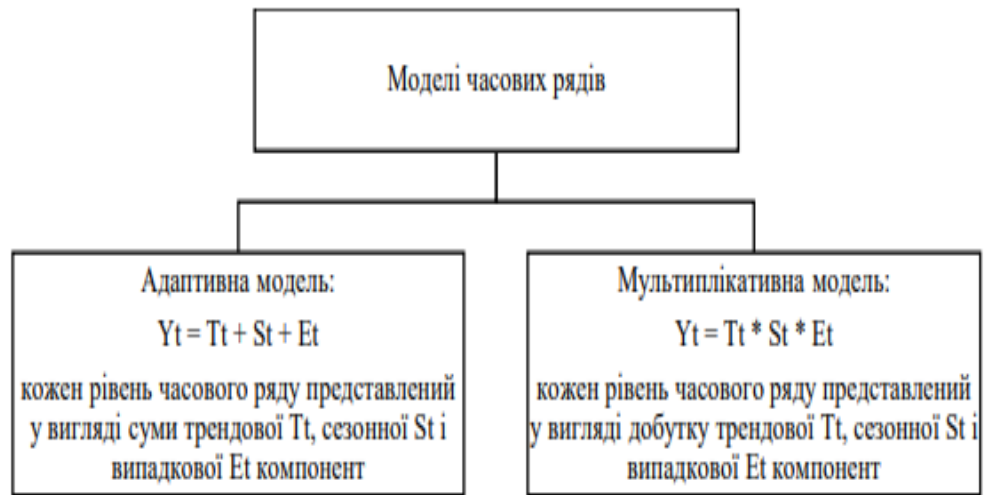 Моделі часових рядів
Адаптивна модель:
Yt = Tt + St + Et
кожен рівень часового ряду представлений
у вигляді суми трендової Tt, сезонної St і
випадкової Et компонент
Мультиплікативна модель:
Yt = Tt * St * Et
кожен рівень часового ряду представлений
у вигляді добутку трендової Tt, сезонної St і
випадкової Et компонент